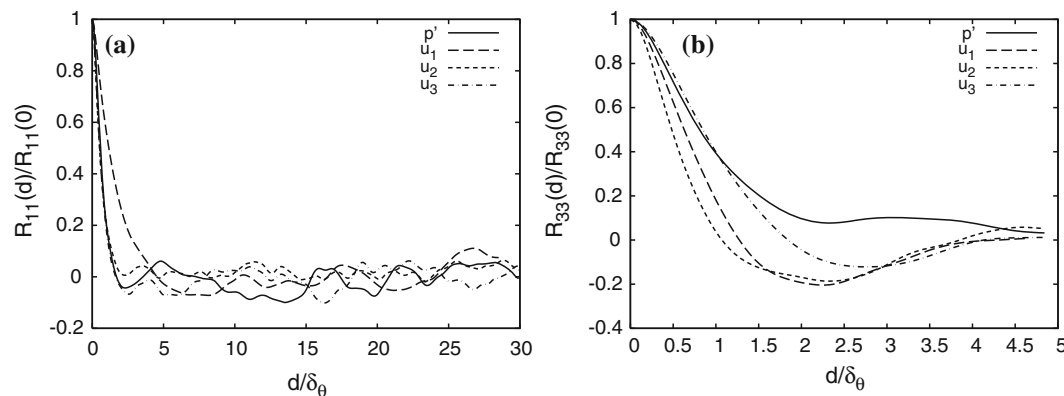 (a)
p'
u1
u2
u3
1
0.8
0.6
0.4
0.2
0
-0.2
R11(d)/R11(0)
0 5 10 15 20 25 30
d/δθ
(b)
p'
u1
u2
u3
1
0.8
0.6
0.4
0.2
0
-0.2
-0.4
R33(d)/R33(0)
0 0.5 1 1.5 2 2.5 3 3.5 4 4.5 5
d/δθ